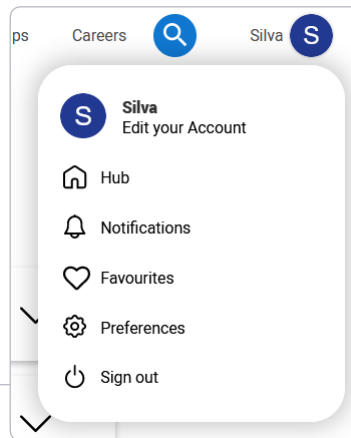 ps Careers Silva S
S Silva
Edit your Account
Hub
Notifications
Favourites
Preferences
Sign out